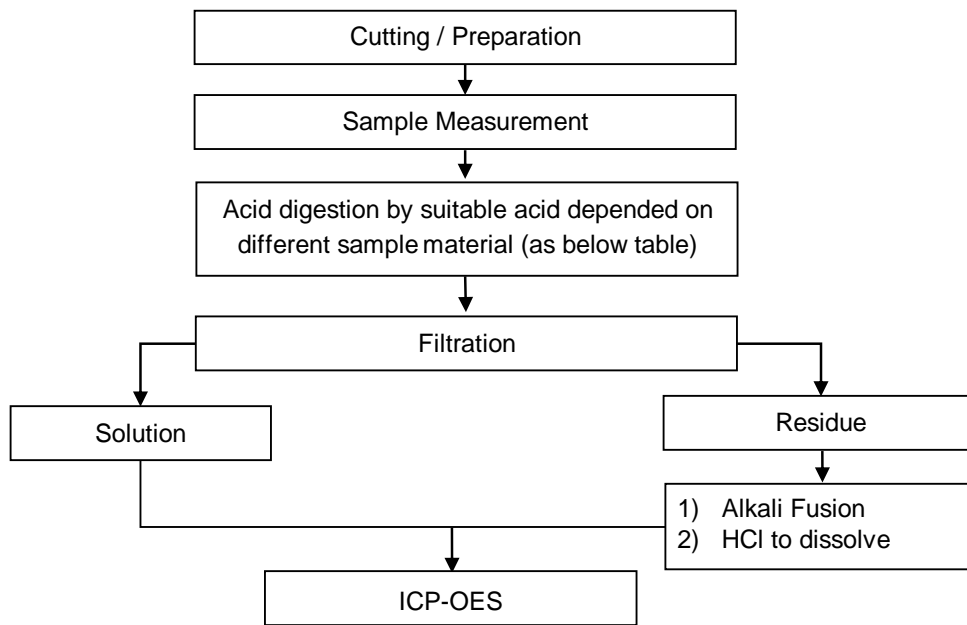 Cutting / Preparation
Sample Measurement
Acid digestion by suitable acid depended on
different sample material (as below table)
Filtration
Solution
Residue
1) Alkali Fusion
2) HCl to dissolve
ICP-OES